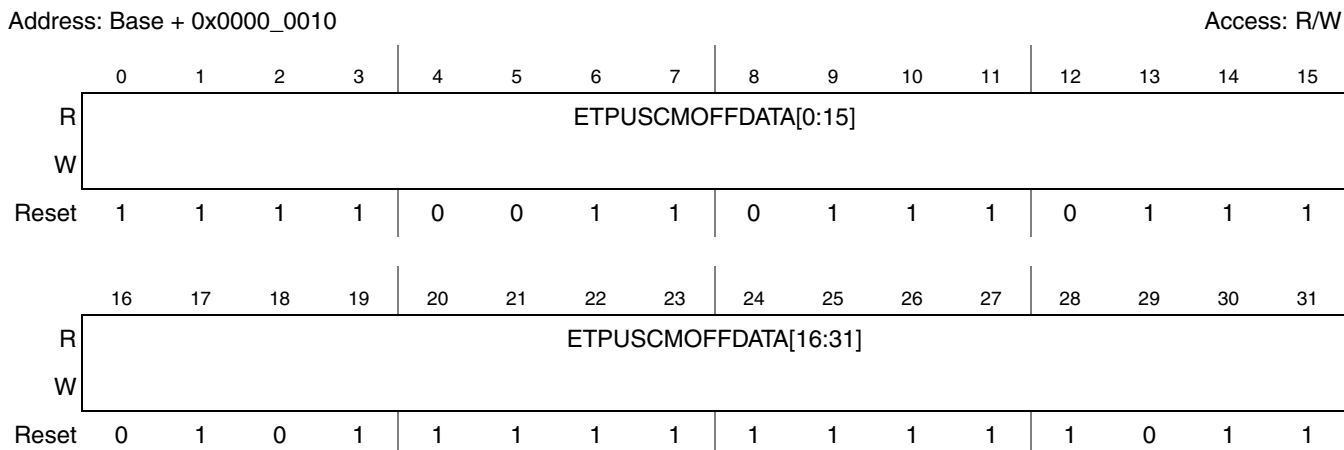 Address: Base + 0x0000_0010 Access: R/W
0 1 2 3 4 5 6 7 8 9 10 11 12 13 14 15
R ETPUSCMOFFDATA[0:15]
W
Reset 1 1 1 1 0 0 1 1 0 1 1 1 0 1 1 1
16 17 18 19 20 21 22 23 24 25 26 27 28 29 30 31
R ETPUSCMOFFDATA[16:31]
W
Reset 0 1 0 1 1 1 1 1 1 1 1 1 1 0 1 1